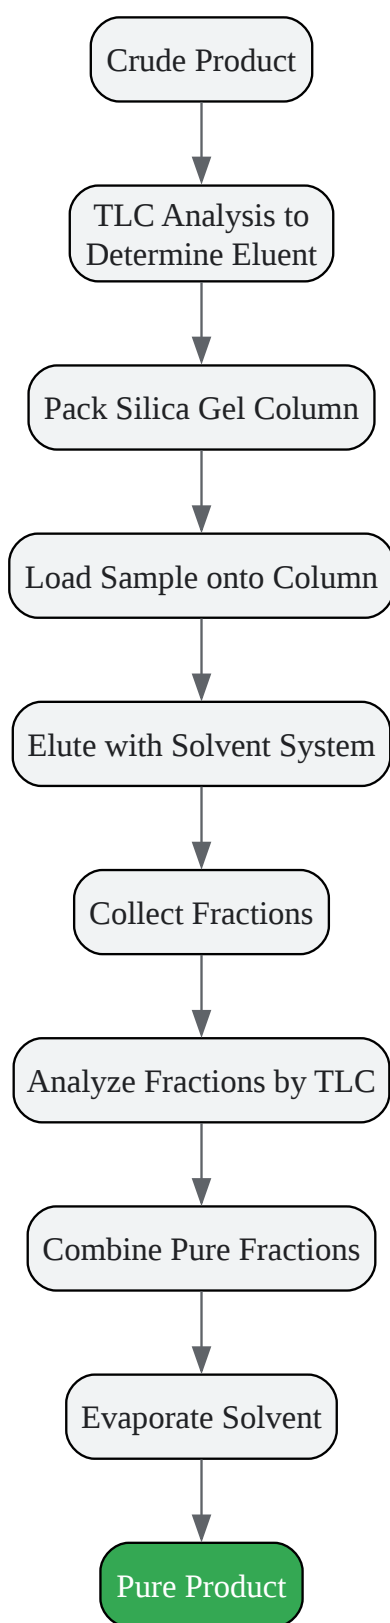 Crude Product
TLC Analysis to
Determine Eluent
Pack Silica Gel Column
Load Sample onto Column
Elute with Solvent System
Collect Fractions
Analyze Fractions by TLC
Combine Pure Fractions
Evaporate Solvent
Pure Product